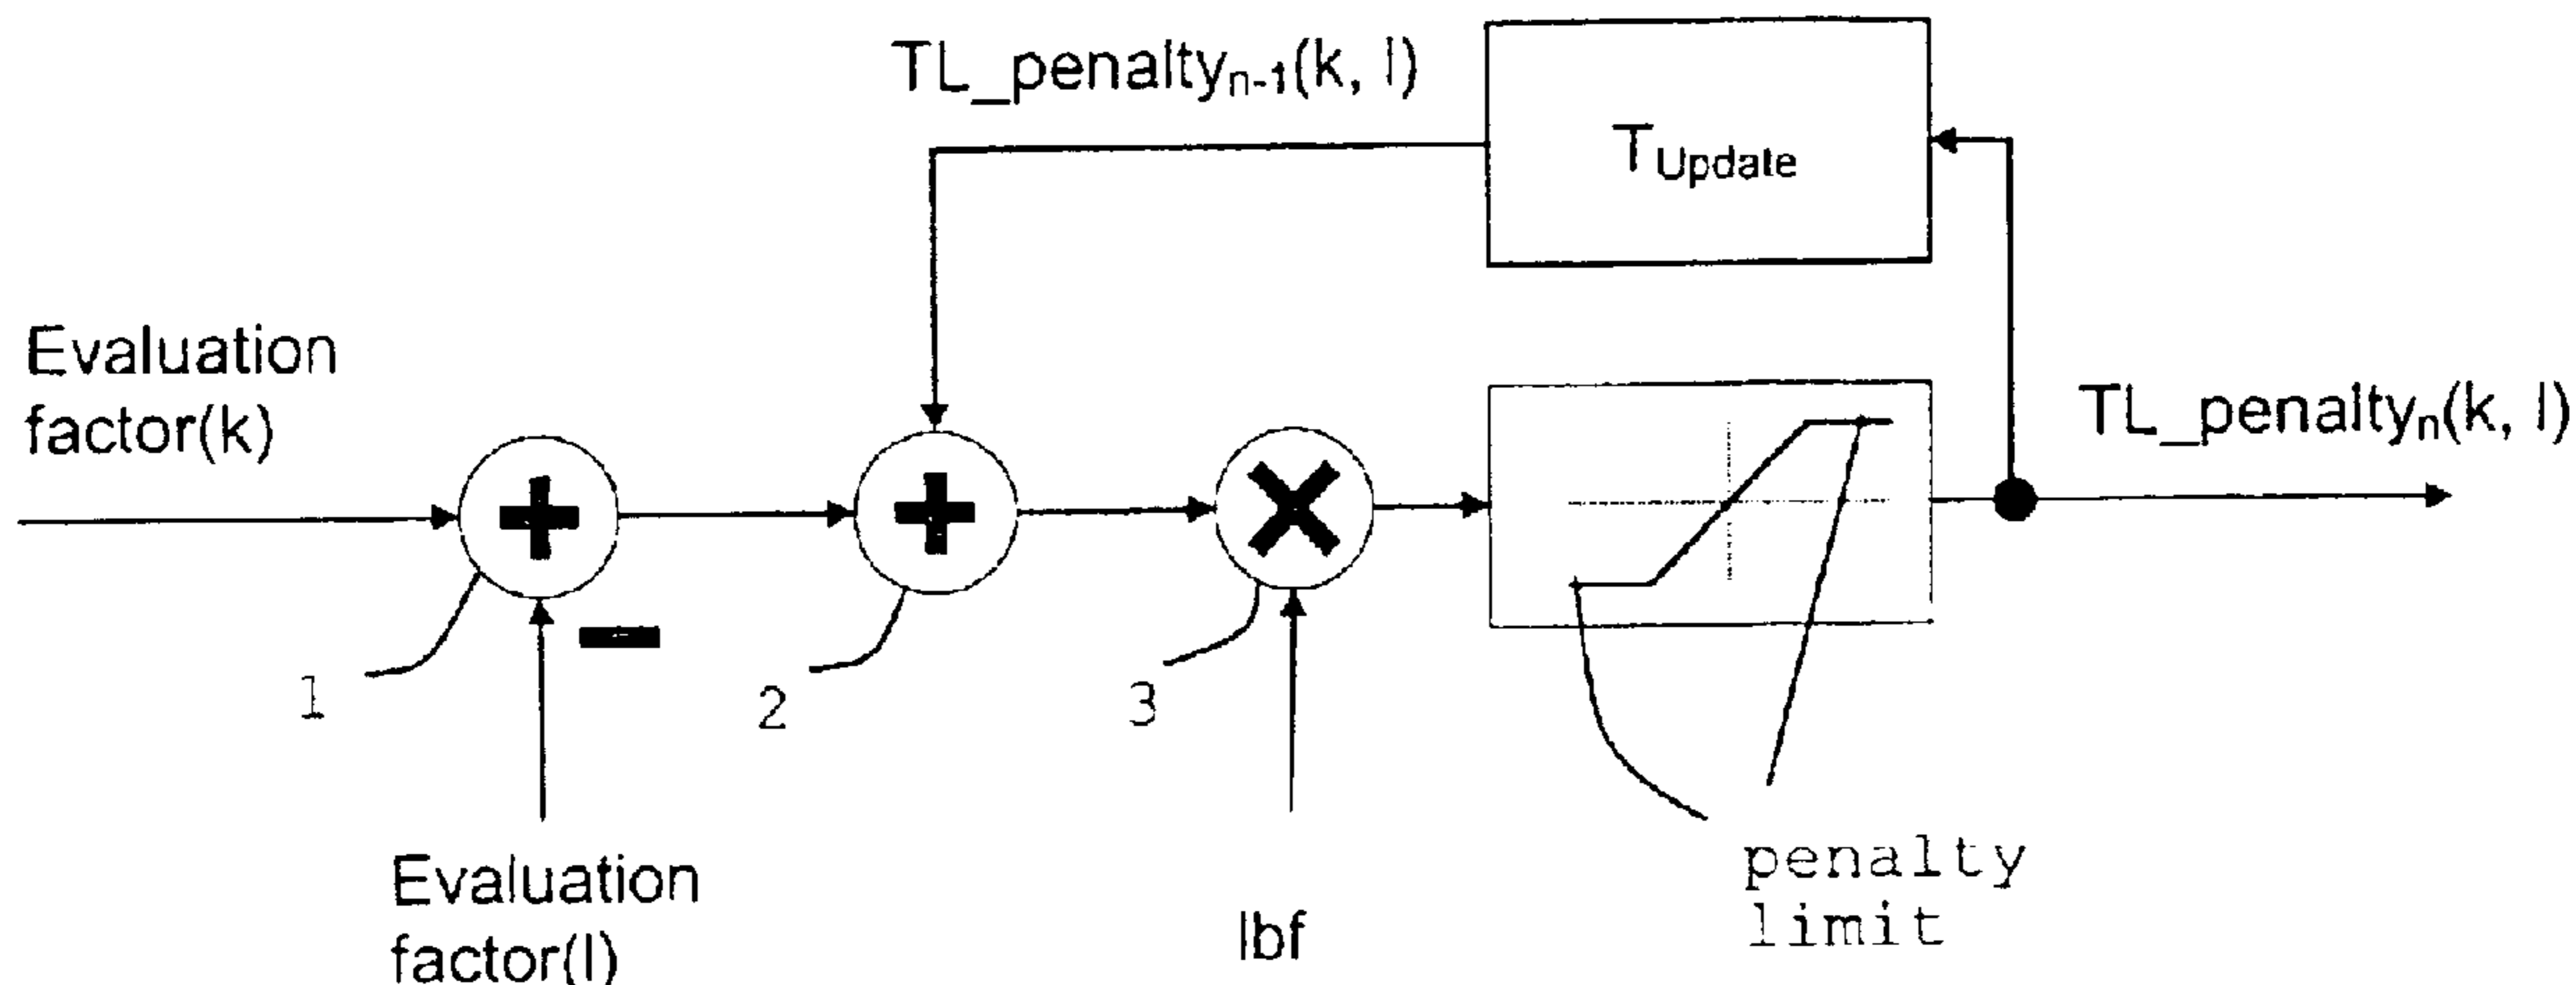 TL_penaltyn-1(k, l)
TUpdate
Evaluation
factor(k)
TL_penaltyn(k, l)
1
2
3
Evaluation
factor(l)
lbf
penalty
limit